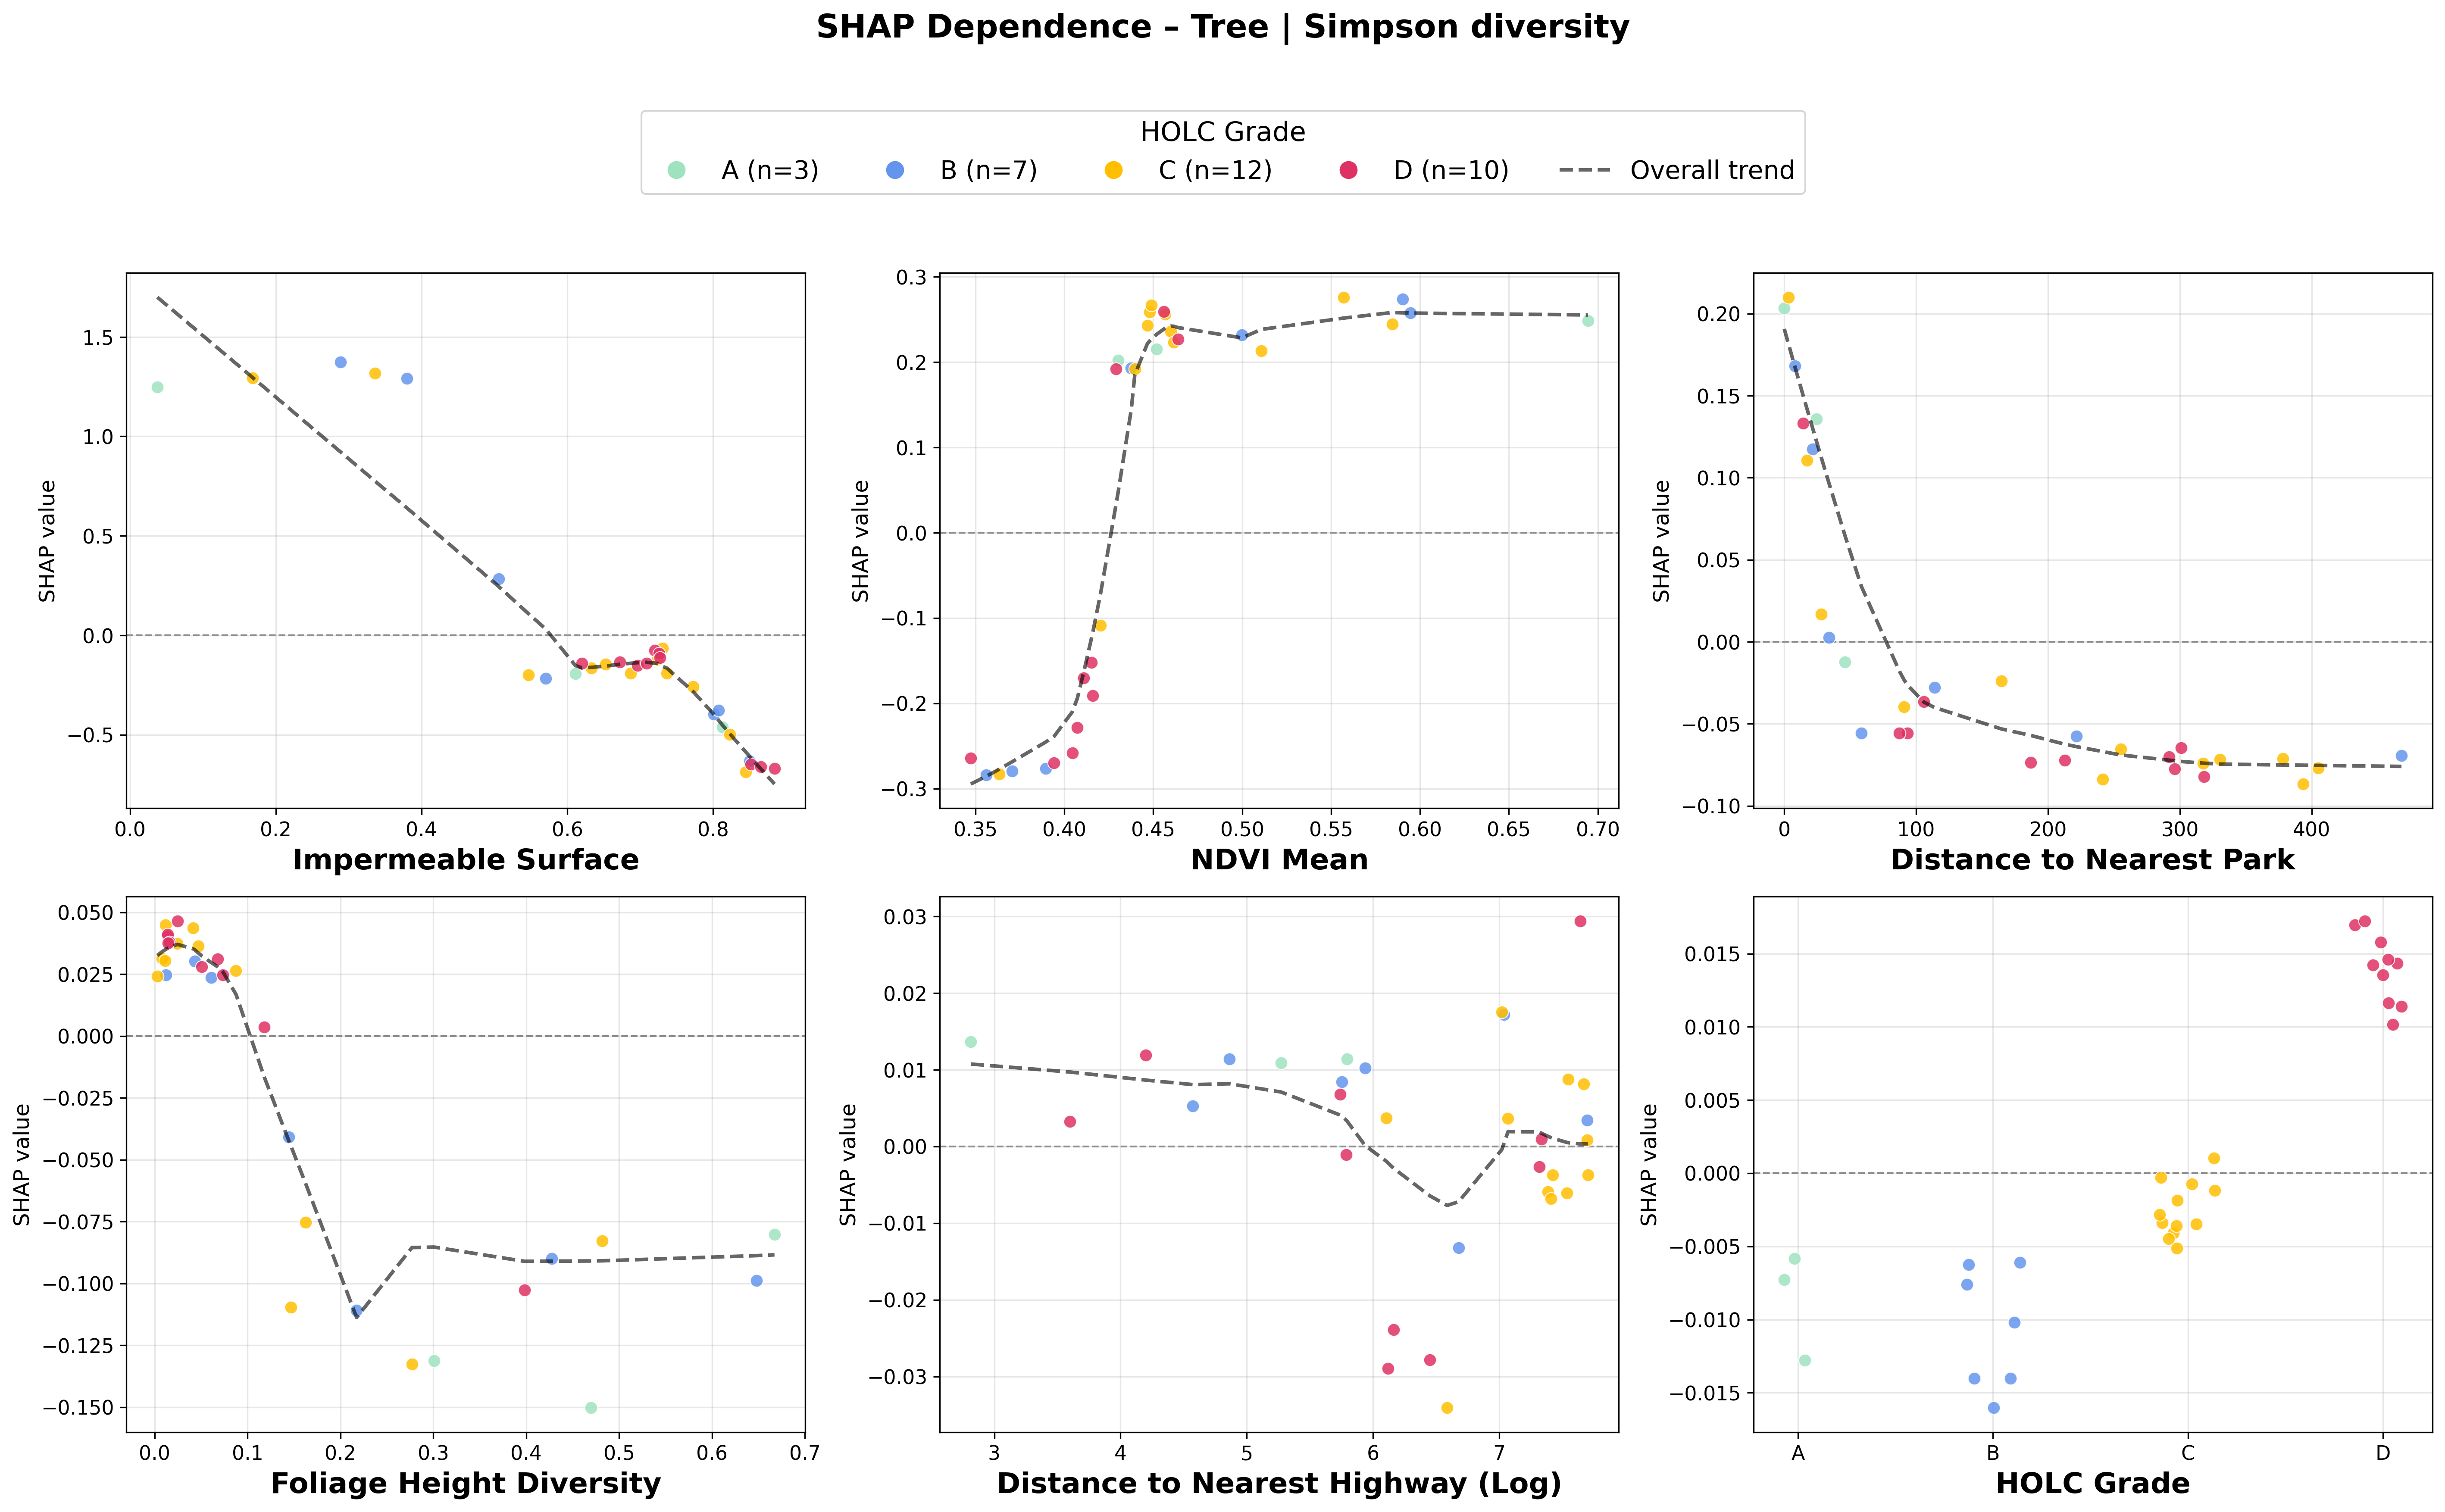 SHAP Dependence – Tree | Simpson diversity
HOLC Grade
A (n=3)
B (n=7)
C (n=12)
D (n=10)
Overall trend
SHAP value
1.5
1.0
0.5
0.0
−0.5
0.0 0.2 0.4 0.6 0.8
Impermeable Surface
SHAP value
0.3
0.2
0.1
0.0
−0.1
−0.2
−0.3
0.35 0.40 0.45 0.50 0.55 0.60 0.65 0.70
NDVI Mean
SHAP value
0.20
0.15
0.10
0.05
0.00
−0.05
−0.10
0 100 200 300 400
Distance to Nearest Park
SHAP value
0.050
0.025
0.000
−0.025
−0.050
−0.075
−0.100
−0.125
−0.150
0.0 0.1 0.2 0.3 0.4 0.5 0.6 0.7
Foliage Height Diversity
SHAP value
0.03
0.02
0.01
0.00
−0.01
−0.02
−0.03
3 4 5 6 7
Distance to Nearest Highway (Log)
SHAP value
0.015
0.010
0.005
0.000
−0.005
−0.010
−0.015
A B C D
HOLC Grade